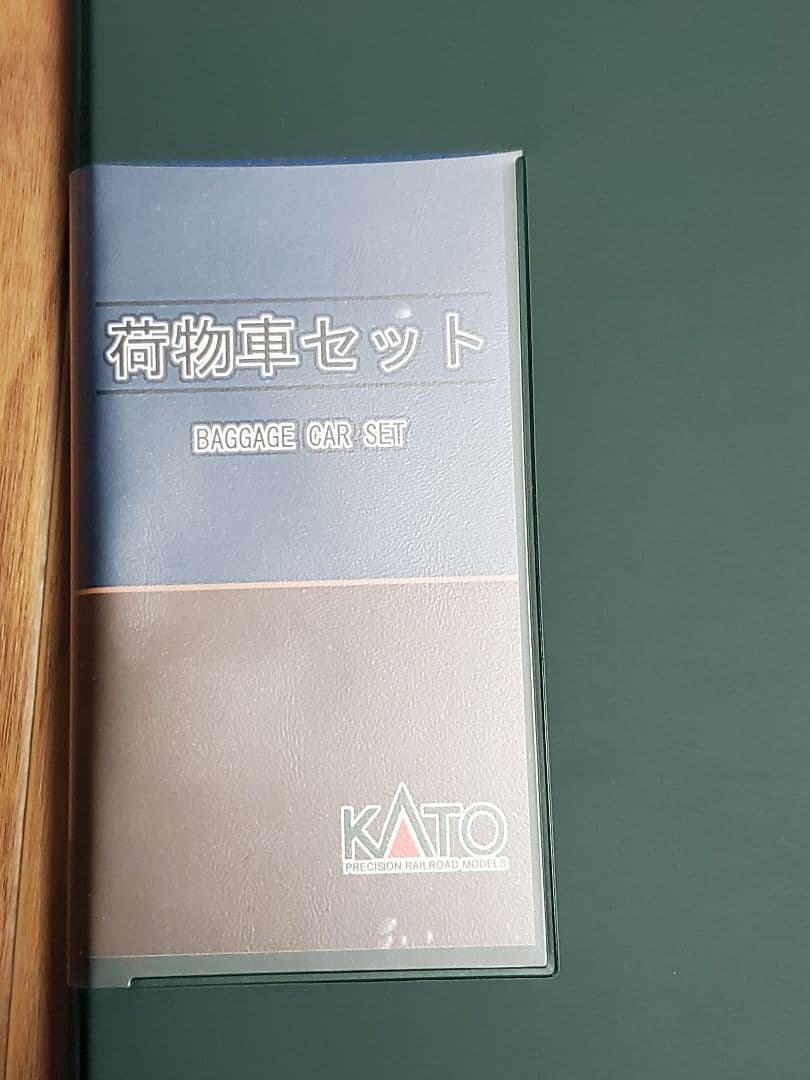 荷物車セット
BAGGAGE CAR SET
KATO
PRECISION RAILROAD MODELS